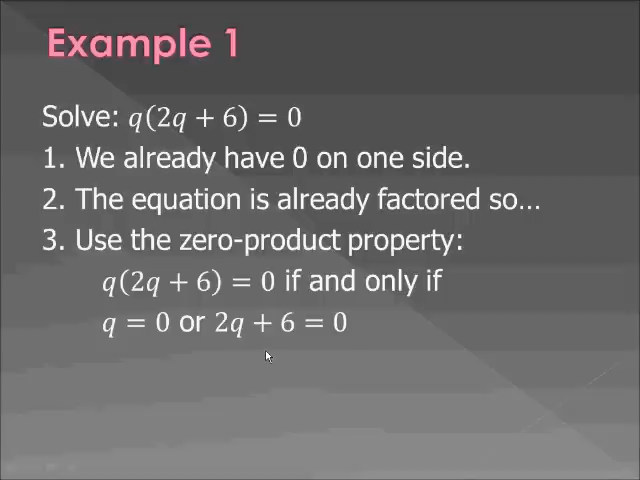 Example 1
Solve: q(2q + 6) = 0
1. We already have 0 on one side.
2. The equation is already factored so…
3. Use the zero-product property:
q(2q + 6) = 0 if and only if
q = 0 or 2q + 6 = 0